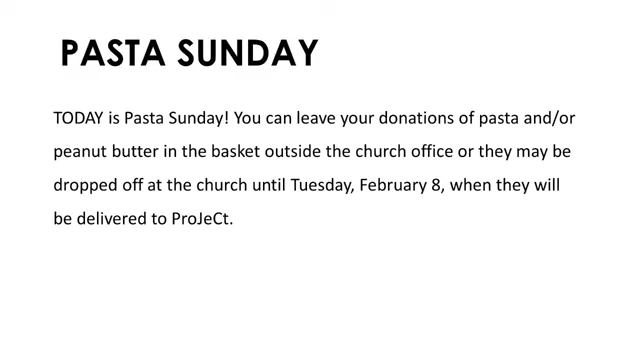 PASTA SUNDAY
TODAY is Pasta Sunday! You can leave your donations of pasta and/or
peanut butter in the basket outside the church office or they may be
dropped off at the church until Tuesday, February 8, when they will
be delivered to ProJeCt.